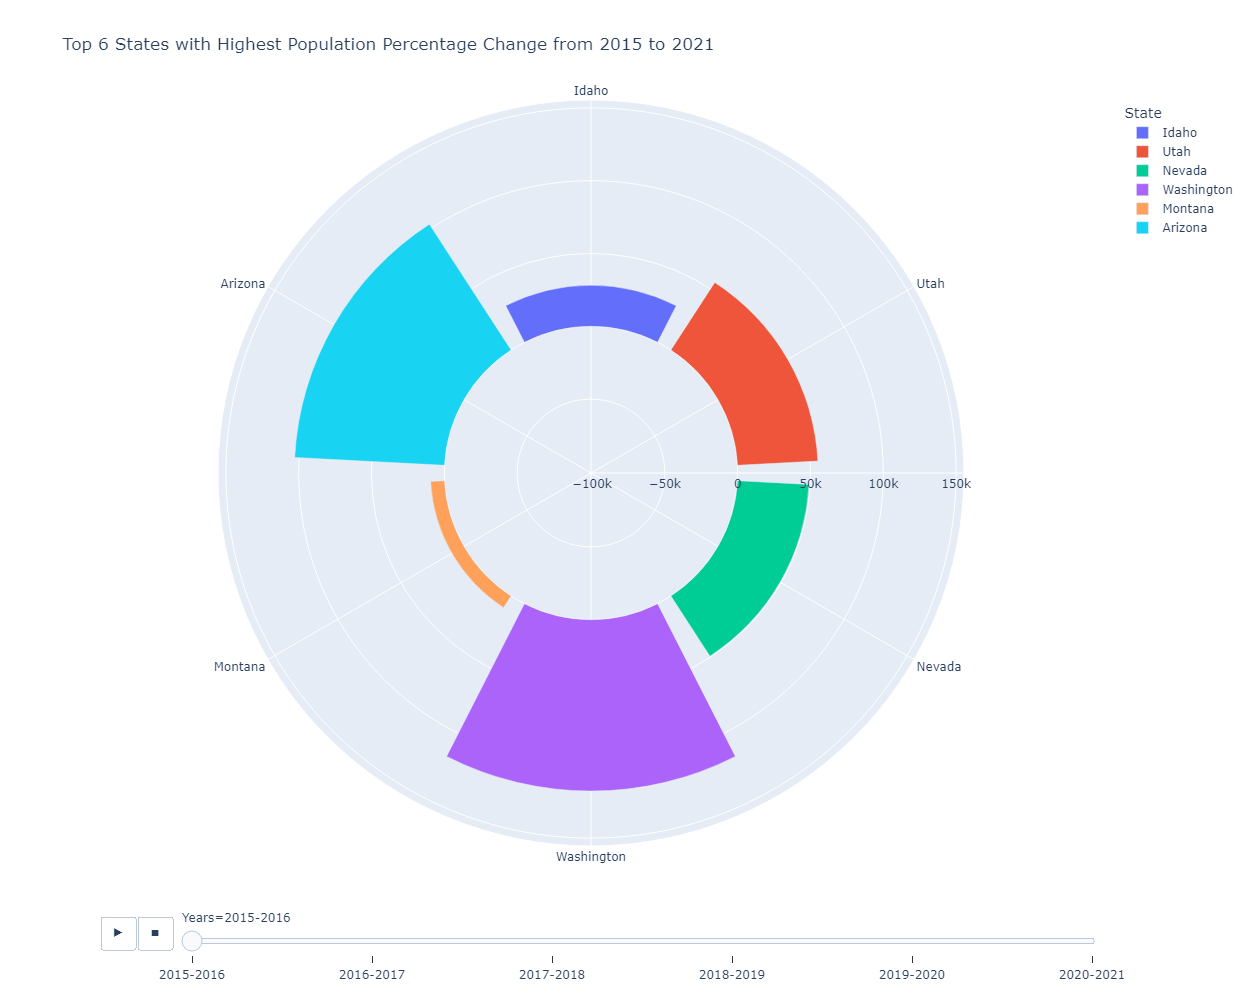 Top 6 States with Highest Population Percentage Change from 2015 to 2021
Idaho
State
Idaho
Utah
Nevada
Washington
Montana
Arizona
Arizona
Utah
−100k
−50k
0
50k
100k
150k
Montana
Nevada
Washington
Years=2015-2016
2015-2016
2016-2017
2017-2018
2018-2019
2019-2020
2020-2021